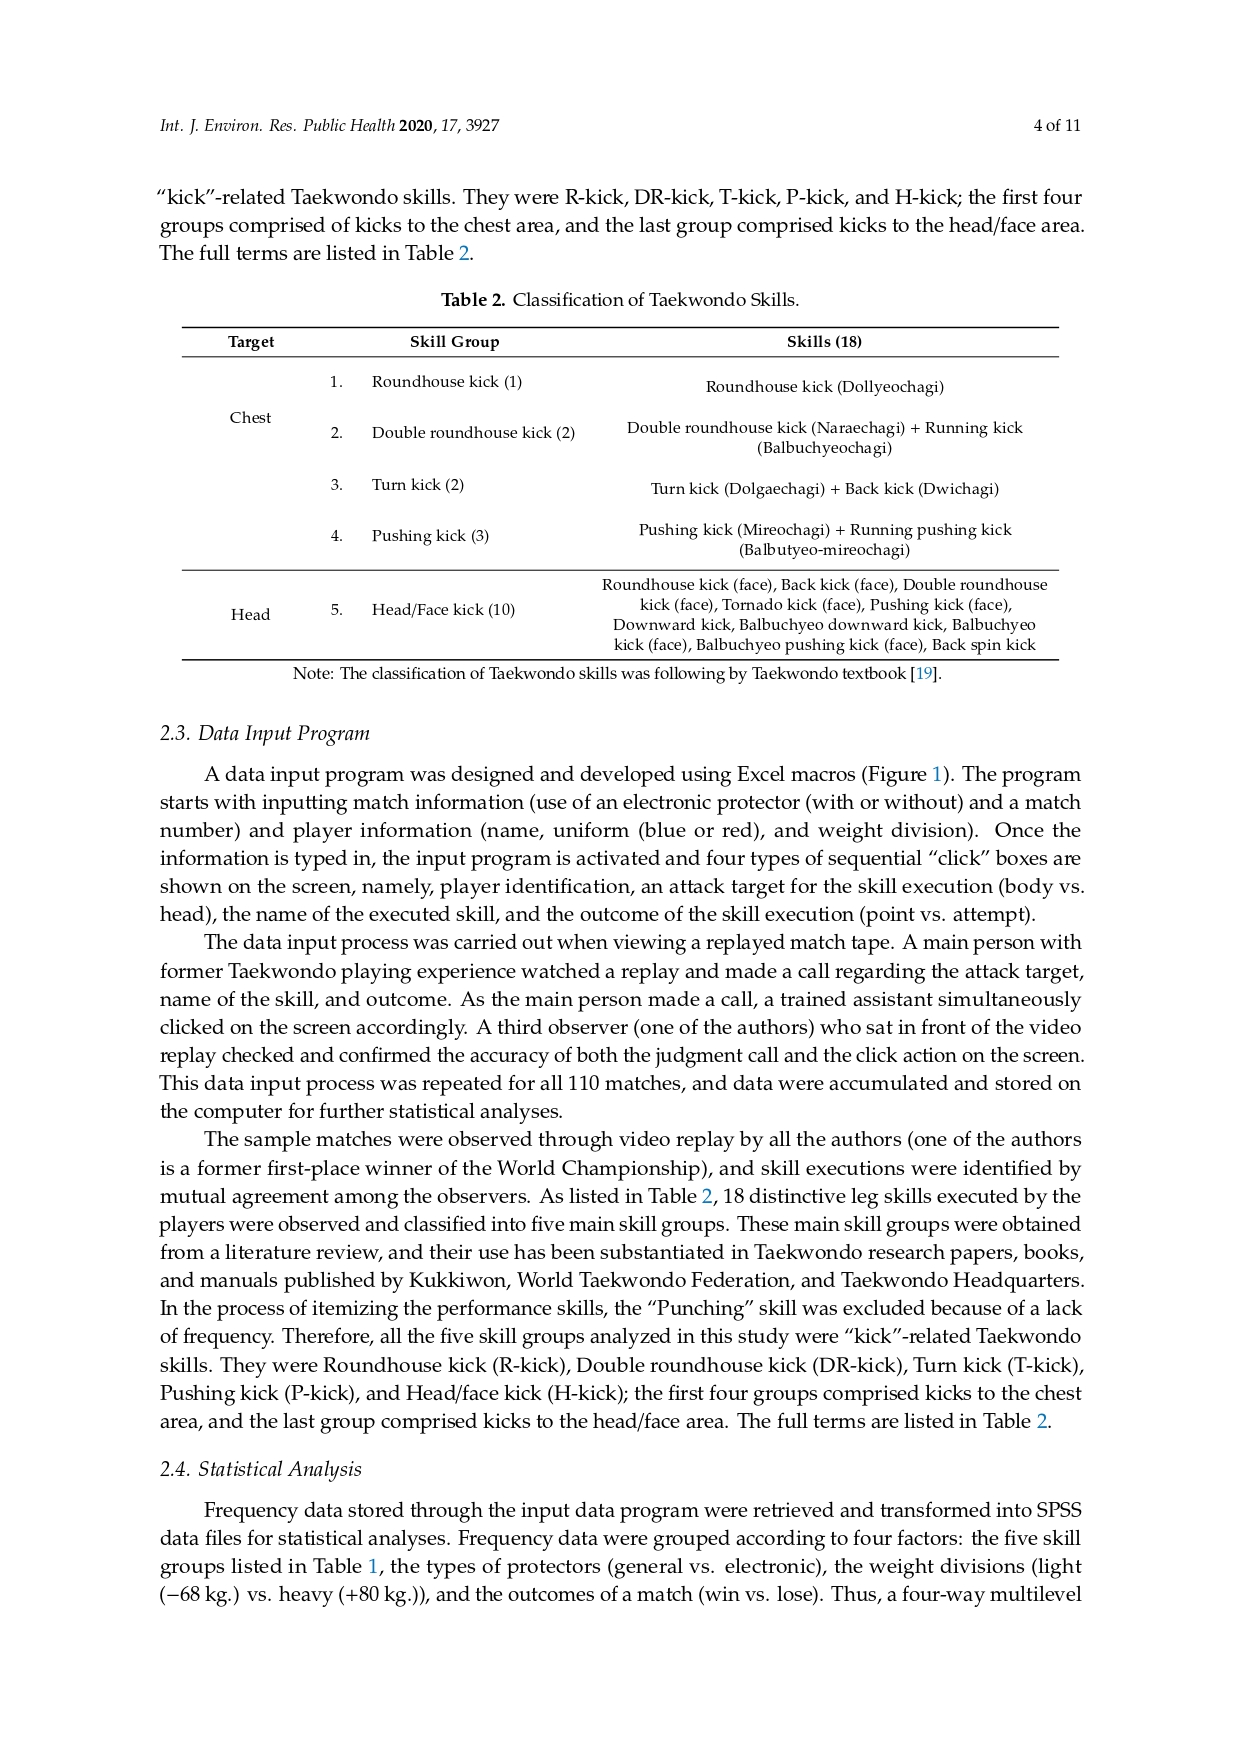 Int. J. Environ. Res. Public Health 2020, 17, 3927 4 of 11
“kick”-related Taekwondo skills. They were R-kick, DR-kick, T-kick, P-kick, and H-kick; the first four
groups comprised of kicks to the chest area, and the last group comprised kicks to the head/face area.
The full terms are listed in Table 2.
Table 2. Classification of Taekwondo Skills.
Target Skill Group Skills (18)
Chest
1. Roundhouse kick (1) Roundhouse kick (Dollyeochagi)
2. Double roundhouse kick (2) Double roundhouse kick (Naraechagi) + Running kick
(Balbuchyeochagi)
3. Turn kick (2) Turn kick (Dolgaechagi) + Back kick (Dwichagi)
4. Pushing kick (3) Pushing kick (Mireochagi) + Running pushing kick
(Balbutyeo-mireochagi)
Head 5. Head/Face kick (10) Roundhouse kick (face), Back kick (face), Double roundhouse
kick (face), Tornado kick (face), Pushing kick (face),
Downward kick, Balbuchyeo downward kick, Balbuchyeo
kick (face), Balbuchyeo pushing kick (face), Back spin kick
Note: The classification of Taekwondo skills was following by Taekwondo textbook [19].
2.3. Data Input Program
A data input program was designed and developed using Excel macros (Figure 1). The program
starts with inputting match information (use of an electronic protector (with or without) and a match
number) and player information (name, uniform (blue or red), and weight division). Once the
information is typed in, the input program is activated and four types of sequential “click” boxes are
shown on the screen, namely, player identification, an attack target for the skill execution (body vs.
head), the name of the executed skill, and the outcome of the skill execution (point vs. attempt).
The data input process was carried out when viewing a replayed match tape. A main person with
former Taekwondo playing experience watched a replay and made a call regarding the attack target,
name of the skill, and outcome. As the main person made a call, a trained assistant simultaneously
clicked on the screen accordingly. A third observer (one of the authors) who sat in front of the video
replay checked and confirmed the accuracy of both the judgment call and the click action on the screen.
This data input process was repeated for all 110 matches, and data were accumulated and stored on
the computer for further statistical analyses.
The sample matches were observed through video replay by all the authors (one of the authors
is a former first-place winner of the World Championship), and skill executions were identified by
mutual agreement among the observers. As listed in Table 2, 18 distinctive leg skills executed by the
players were observed and classified into five main skill groups. These main skill groups were obtained
from a literature review, and their use has been substantiated in Taekwondo research papers, books,
and manuals published by Kukkiwon, World Taekwondo Federation, and Taekwondo Headquarters.
In the process of itemizing the performance skills, the “Punching” skill was excluded because of a lack
of frequency. Therefore, all the five skill groups analyzed in this study were “kick”-related Taekwondo
skills. They were Roundhouse kick (R-kick), Double roundhouse kick (DR-kick), Turn kick (T-kick),
Pushing kick (P-kick), and Head/face kick (H-kick); the first four groups comprised kicks to the chest
area, and the last group comprised kicks to the head/face area. The full terms are listed in Table 2.
2.4. Statistical Analysis
Frequency data stored through the input data program were retrieved and transformed into SPSS
data files for statistical analyses. Frequency data were grouped according to four factors: the five skill
groups listed in Table 1, the types of protectors (general vs. electronic), the weight divisions (light
(−68 kg.) vs. heavy (+80 kg.)), and the outcomes of a match (win vs. lose). Thus, a four-way multilevel